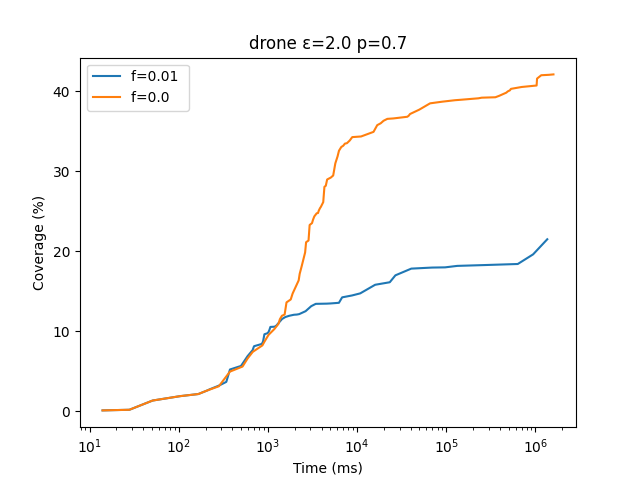 drone ε=2.0 p=0.7
f=0.01
f=0.0
Coverage (%)
40
30
20
10
0
10¹ 10² 10³ 10⁴ 10⁵ 10⁶
Time (ms)